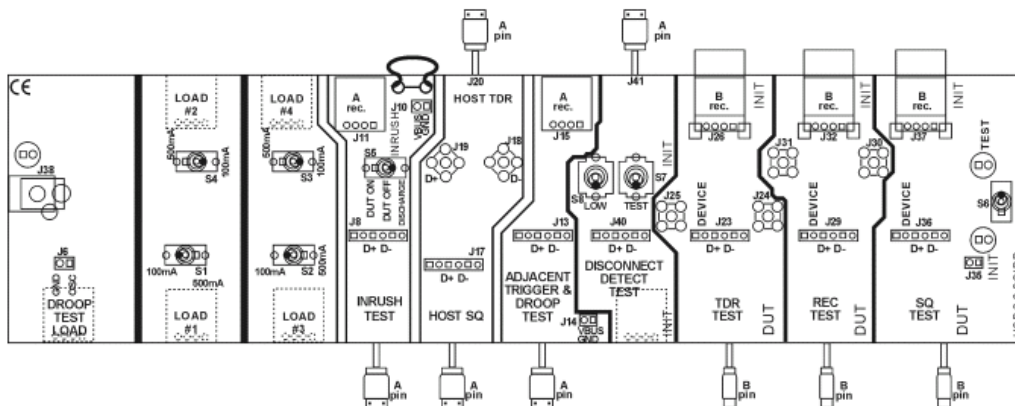 CE
J38
J6
GND
OSC
DROOP
TEST
LOAD
LOAD
#2
500mA
100mA
S4
100mA
S1
500mA
LOAD
#1
LOAD
#4
500mA
100mA
S3
100mA
S2
500mA
LOAD
#3
A
rec.
J11
J10
VBUS
GND
INRUSH
S5
DUT ON
DUT OFF
DISCHARGE
J8
D+ D-
INRUSH
TEST
A
pin
A
pin
J20
HOST TDR
J19
D+
J18
D-
J17
D+ D-
HOST SQ
A
pin
A
rec.
J15
J13
D+ D-
ADJACENT
TRIGGER &
DROOP
TEST
J14
VBUS
GND
A
pin
A
pin
J41
S8
LOW
S7
TEST
INIT
J40
D+ D-
DISCONNECT
DETECT
TEST
INIT
B
rec.
INIT
J26
J25
J24
DEVICE
J23
D+ D-
TDR
TEST
DUT
B
pin
B
rec.
INIT
J32
J31
J30
DEVICE
J29
D+ D-
REC
TEST
DUT
B
pin
B
rec.
INIT
J37
DEVICE
J36
D+ D-
SQ
TEST
DUT
B
pin
TEST
S6
J35
INIT